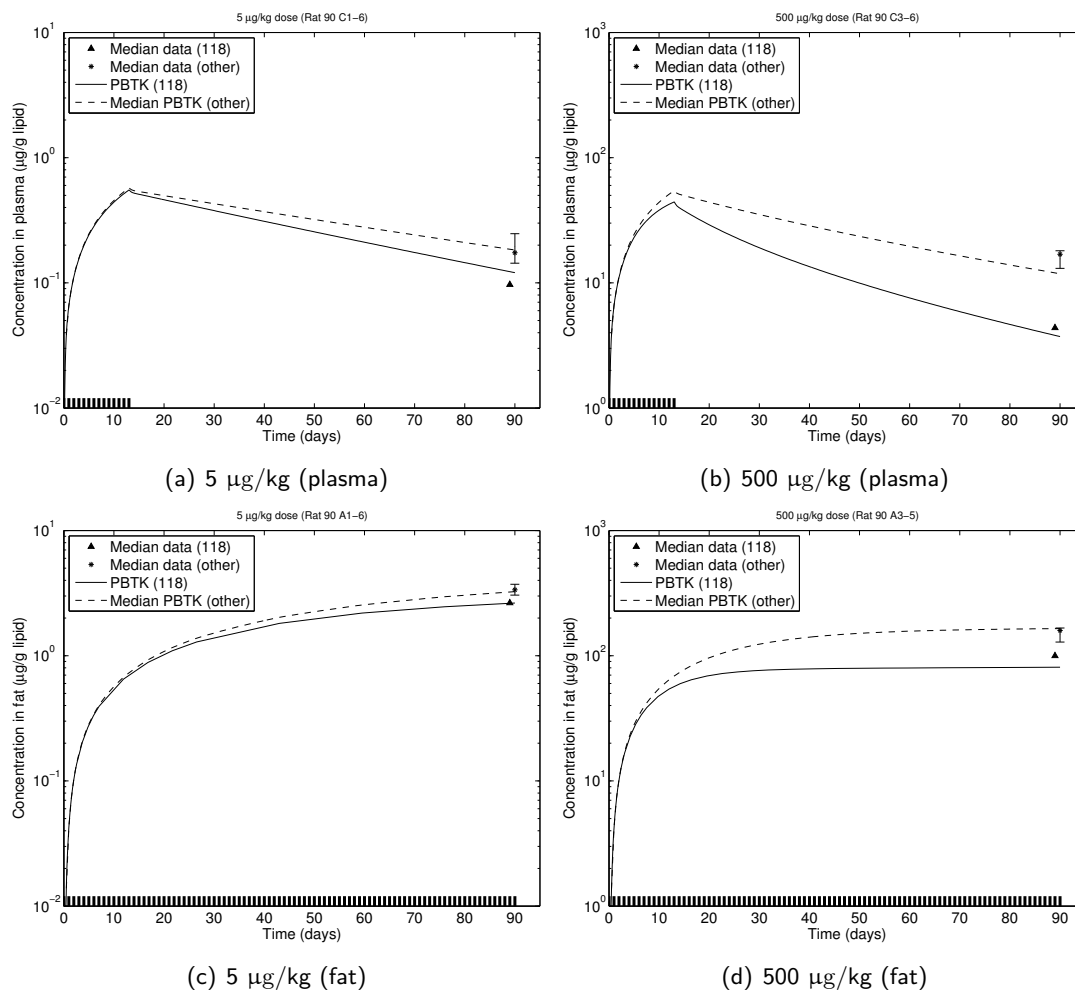 5 µg/kg dose (Rat 90 C1−6)
10^1
10^0
10^−1
10^−2
Concentration in plasma (µg/g lipid)
Median data (118)
Median data (other)
PBTK (118)
Median PBTK (other)
0 10 20 30 40 50 60 70 80 90
Time (days)
(a) 5 µg/kg (plasma)
500 µg/kg dose (Rat 90 C3−6)
10^3
10^2
10^1
10^0
Concentration in plasma (µg/g lipid)
Median data (118)
Median data (other)
PBTK (118)
Median PBTK (other)
0 10 20 30 40 50 60 70 80 90
Time (days)
(b) 500 µg/kg (plasma)
5 µg/kg dose (Rat 90 A1−6)
10^1
10^0
10^−1
10^−2
Concentration in fat (µg/g lipid)
Median data (118)
Median data (other)
PBTK (118)
Median PBTK (other)
0 10 20 30 40 50 60 70 80 90
Time (days)
(c) 5 µg/kg (fat)
500 µg/kg dose (Rat 90 A3−5)
10^3
10^2
10^1
10^0
Concentration in fat (µg/g lipid)
Median data (118)
Median data (other)
PBTK (118)
Median PBTK (other)
0 10 20 30 40 50 60 70 80 90
Time (days)
(d) 500 µg/kg (fat)